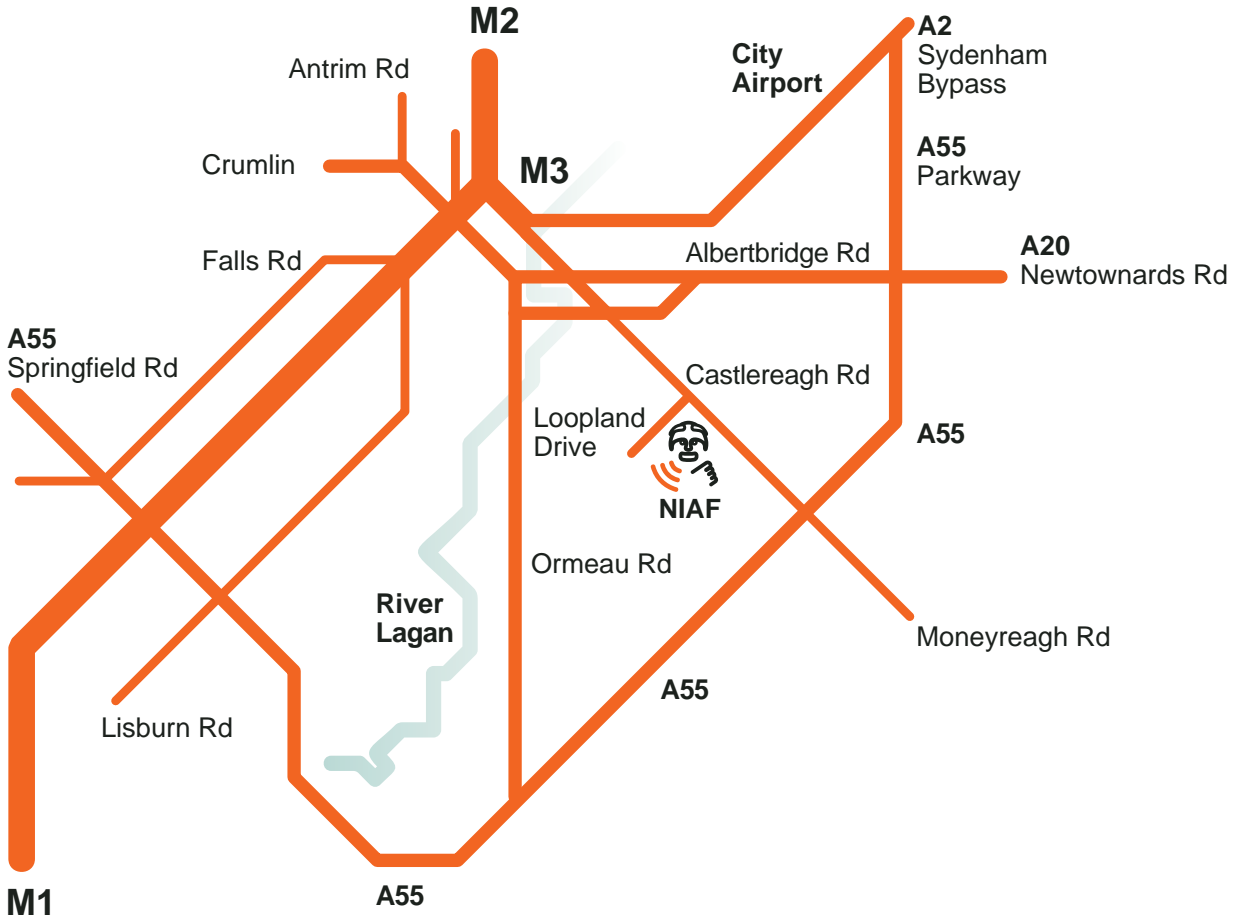 M2
A2
Sydenham
Bypass
City
Airport
Antrim Rd
A55
Parkway
Crumlin
M3
Falls Rd
Albertbridge Rd
A20
Newtownards Rd
A55
Springfield Rd
Castlereagh Rd
Loopland
Drive
A55
NIAF
Ormeau Rd
River
Lagan
Moneyreagh Rd
A55
Lisburn Rd
A55
M1